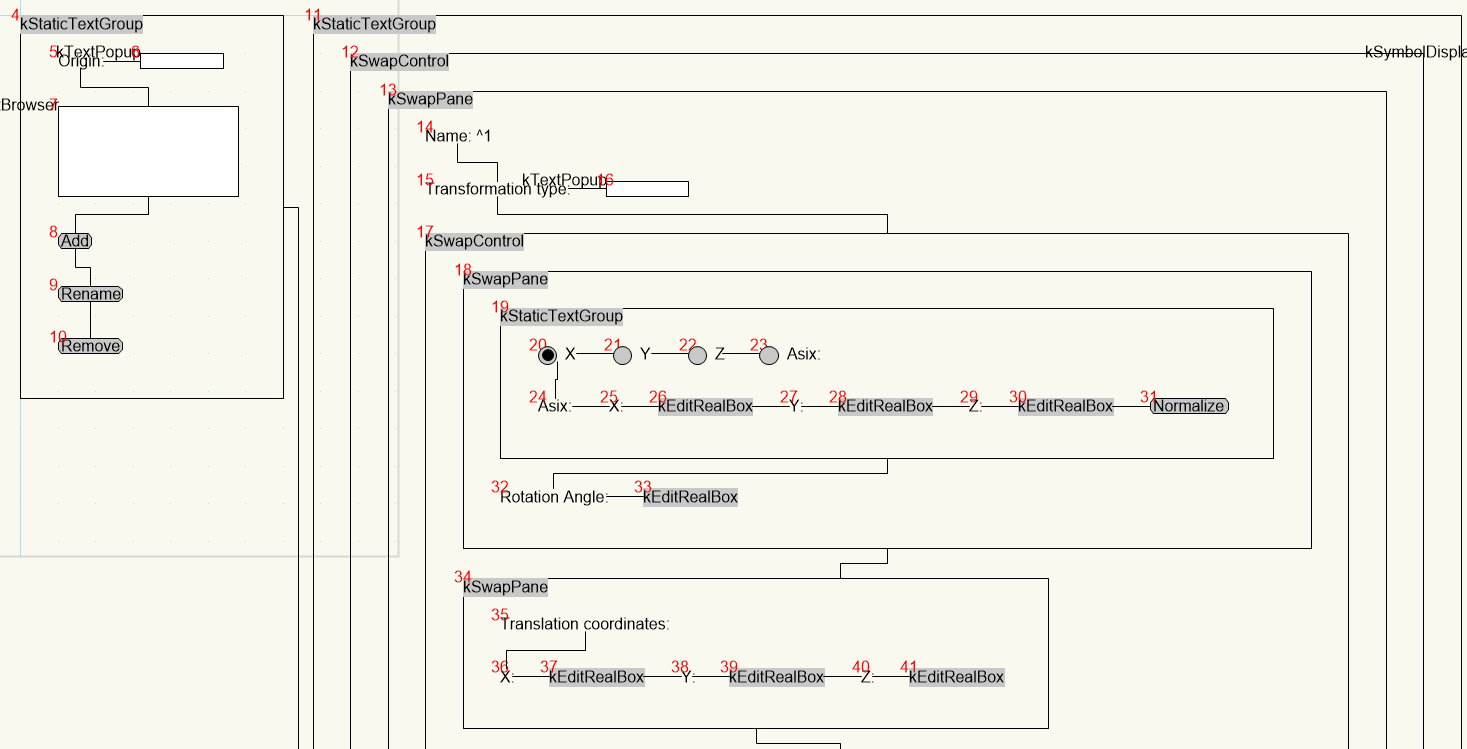 4 kStaticTextGroup
5 kTextPopup 6
Origin:
tBrowser 7
8 Add
9 Rename
10 Remove
11 kStaticTextGroup
12 kSwapControl
kSymbolDispla
13 kSwapPane
14 Name: ^1
15 Transformation type: kTextPopup 16
17 kSwapControl
18 kSwapPane
19 kStaticTextGroup
20 X 21 Y 22 Z 23 Asix:
24 Asix: 25 X: 26 kEditRealBox 27 Y: 28 kEditRealBox 29 Z: 30 kEditRealBox 31 Normalize
32 Rotation Angle: 33 kEditRealBox
34 kSwapPane
35 Translation coordinates:
36 X: 37 kEditRealBox 38 Y: 39 kEditRealBox 40 Z: 41 kEditRealBox